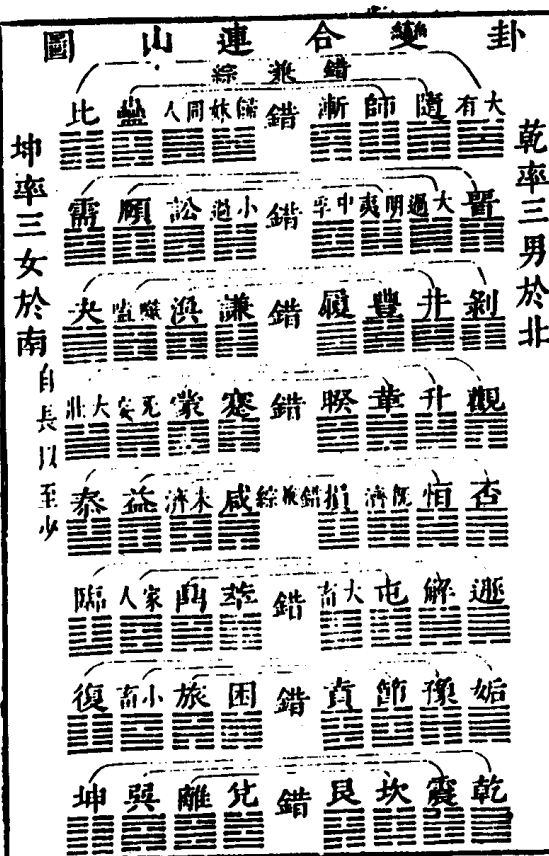 卦變合連山圖
乾率三男於北
錯兼綜
大有 隨 師 漸 錯 歸妹 同人 蠱 比
晉 大過 明夷 中孚 錯 小過 訟 頤 需
剝 井 豐 履 錯 謙 渙 噬嗑 夬
觀 升 革 睽 錯 蹇 蒙 无妄 大壯
否 恒 既濟 損 錯兼綜 咸 未濟 益 泰
遯 解 屯 大畜 錯 萃 鼎 家人 臨
姤 豫 節 賁 錯 困 旅 小畜 復
乾 震 坎 艮 錯 兌 離 巽 坤
坤率三女於南自長以至少